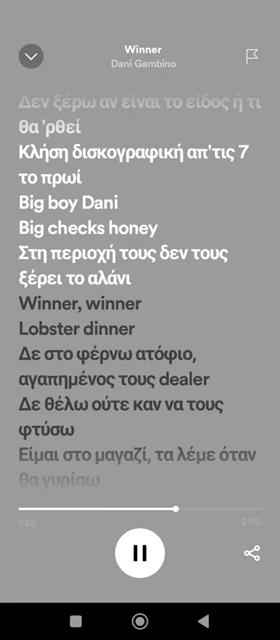 Winner
Dani Gambino
Δεν ξέρω αν είναι το είδος ή τι
θα 'ρθεί
Κλήση δισκογραφική απ'τις 7
το πρωί
Big boy Dani
Big checks honey
Στη περιοχή τους δεν τους
ξέρει το αλάνι
Winner, winner
Lobster dinner
Δε στο φέρνω ατόφιο,
αγαπημένος τους dealer
Δε θέλω ούτε καν να τους
φτύσω
Είμαι στο μαγαζί, τα λέμε όταν
θα γυρίσω
1:52
2:53